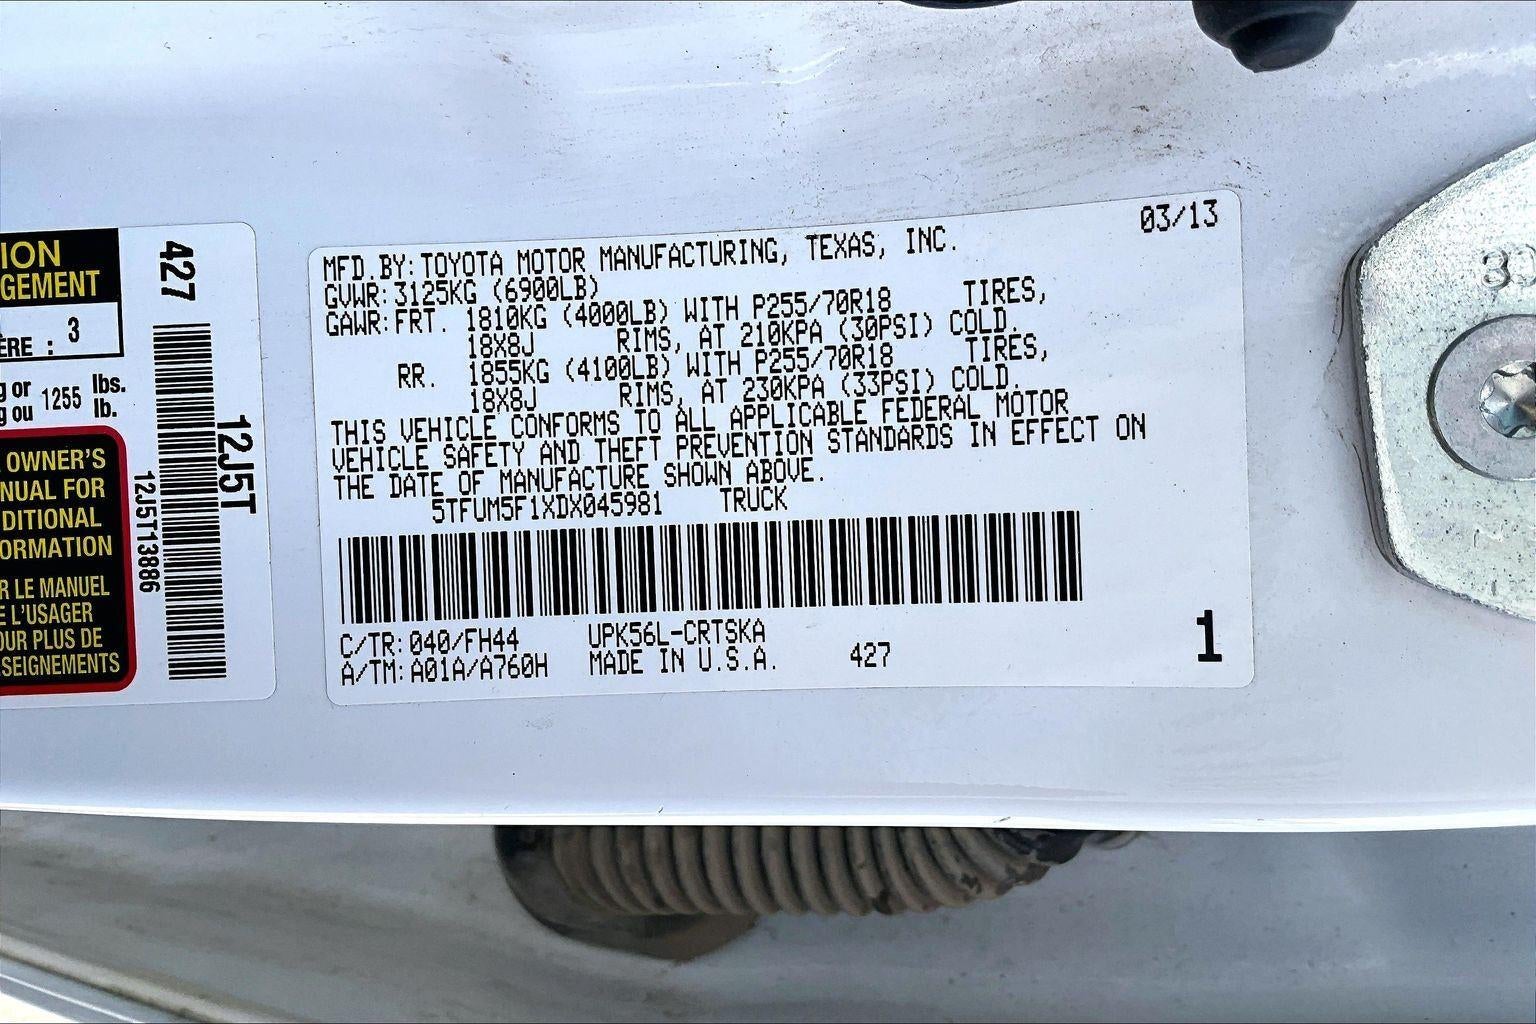 ION
GEMENT
ÈRE : 3
g or
g ou
1255
lbs.
lb.
OWNER'S
NUAL FOR
DITIONAL
ORMATION
R LE MANUEL
E L'USAGER
OUR PLUS DE
SEIGNEMENTS
427
12J5T
12J5T13886
03/13
MFD.BY:TOYOTA MOTOR MANUFACTURING, TEXAS, INC.
GVWR:3125KG (6900LB)
GAWR:FRT. 1810KG (4000LB) WITH P255/70R18 TIRES,
18X8J RIMS, AT 210KPA (30PSI) COLD.
RR. 1855KG (4100LB) WITH P255/70R18 TIRES,
18X8J RIMS, AT 230KPA (33PSI) COLD.
THIS VEHICLE CONFORMS TO ALL APPLICABLE FEDERAL MOTOR
VEHICLE SAFETY AND THEFT PREVENTION STANDARDS IN EFFECT ON
THE DATE OF MANUFACTURE SHOWN ABOVE.
5TFUM5F1XDX045981 TRUCK
C/TR:040/FH44 UPK56L-CRTSKA
A/TM:A01A/A760H MADE IN U.S.A. 427
1